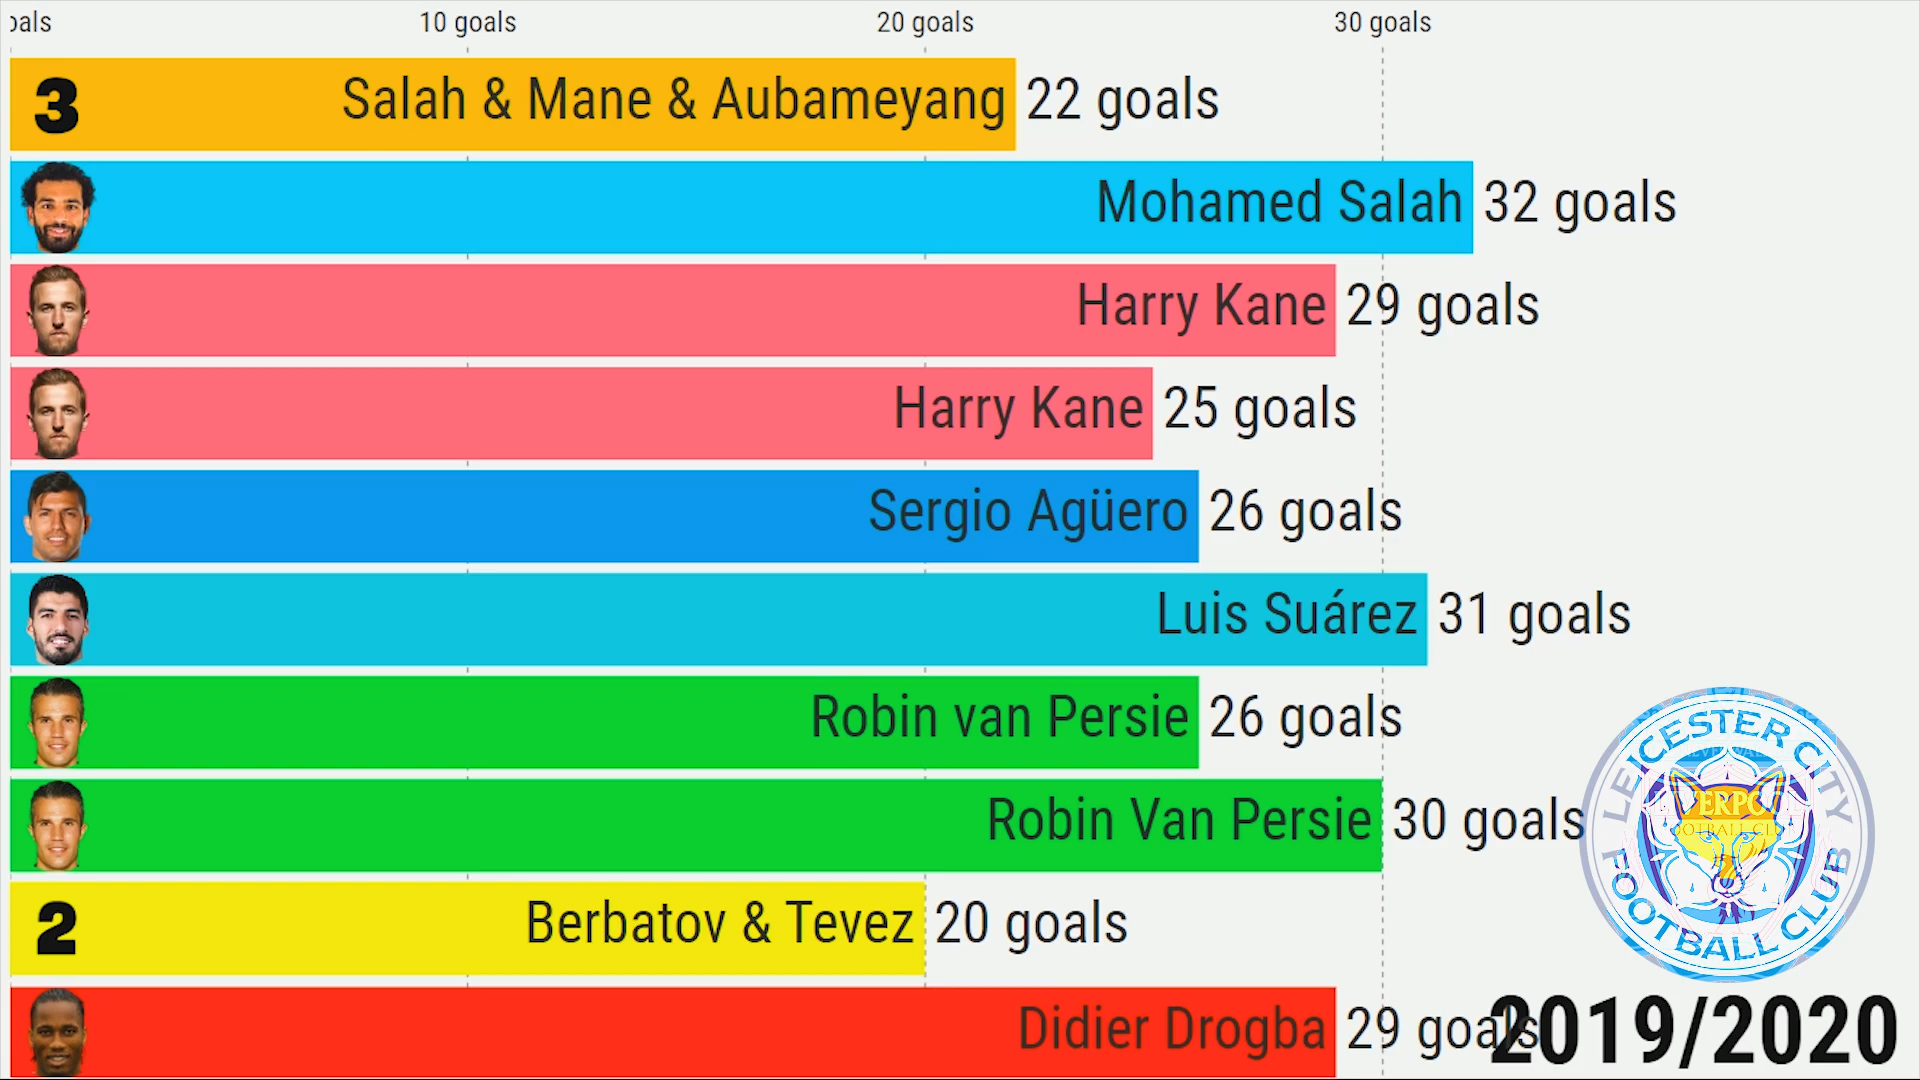 oals 10 goals 20 goals 30 goals
3 Salah & Mane & Aubameyang 22 goals
Mohamed Salah 32 goals
Harry Kane 29 goals
Harry Kane 25 goals
Sergio Agüero 26 goals
Luis Suárez 31 goals
Robin van Persie 26 goals
Robin Van Persie 30 goals
LEICESTER CITY
FOOTBALL CLUB
2 Berbatov & Tevez 20 goals
Didier Drogba 29 goals
2019/2020